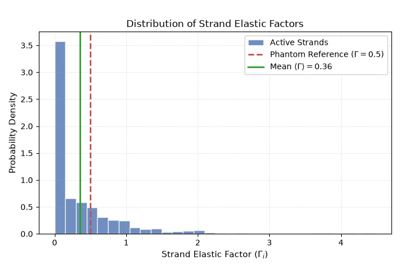 Distribution of Strand Elastic Factors
Active Strands
Phantom Reference (Γ = 0.5)
Mean ⟨Γ⟩ = 0.36
Probability Density
3.5
3.0
2.5
2.0
1.5
1.0
0.5
0.0
0 1 2 3 4
Strand Elastic Factor (Γᵢ)